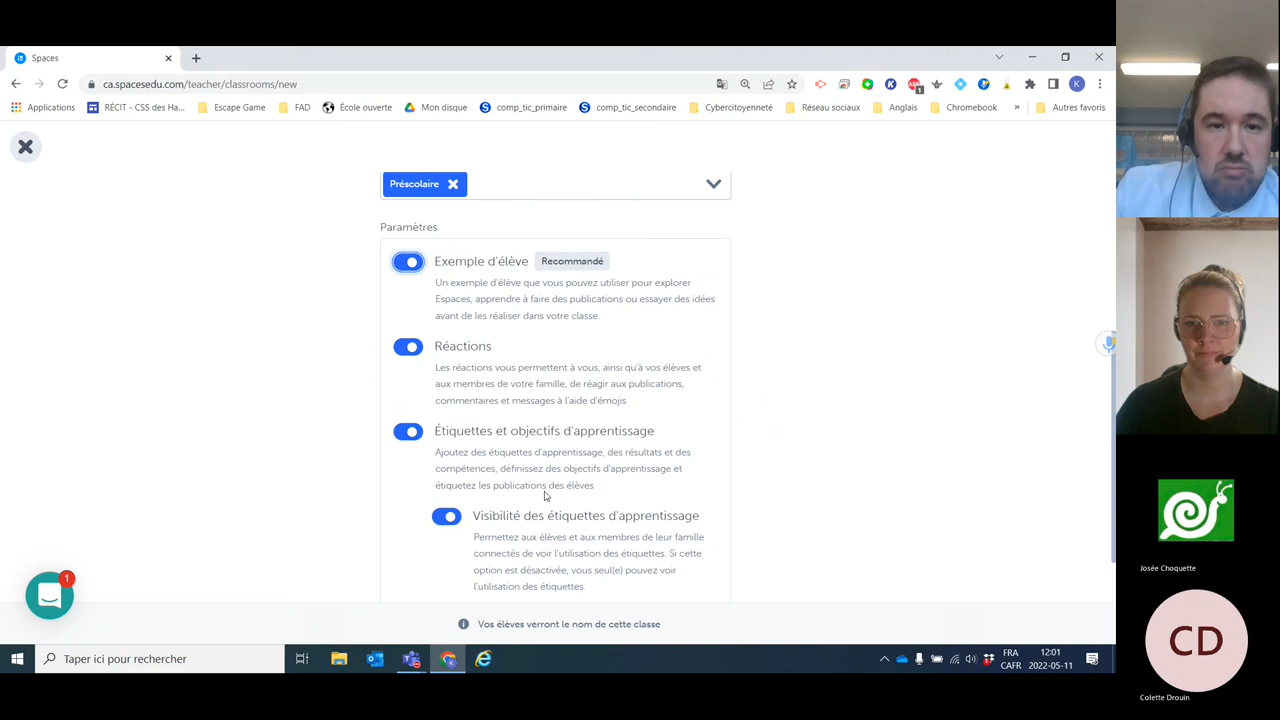 Spaces
ca.spacesedu.com/teacher/classrooms/new
K
Applications
RÉCIT - CSS des Ha...
Escape Game
FAD
École ouverte
Mon disque
comp_tic_primaire
comp_tic_secondaire
Cybercitoyenneté
Réseau sociaux
Anglais
Chromebook
»
Autres favoris
Préscolaire
Paramètres
Exemple d'élève
Recommandé
Un exemple d'élève que vous pouvez utiliser pour explorer
Espaces, apprendre à faire des publications ou essayer des idées
avant de les réaliser dans votre classe.
Réactions
Les réactions vous permettent à vous, ainsi qu'à vos élèves et
aux membres de votre famille, de réagir aux publications,
commentaires et messages à l'aide d'émojis
Étiquettes et objectifs d'apprentissage
Ajoutez des étiquettes d'apprentissage, des résultats et des
compétences, définissez des objectifs d'apprentissage et
étiquetez les publications des élèves
Visibilité des étiquettes d'apprentissage
Permettez aux élèves et aux membres de leur famille
connectés de voir l'utilisation des étiquettes. Si cette
option est désactivée, vous seul(e) pouvez voir
l'utilisation des étiquettes.
1
Vos élèves verront le nom de cette classe
Taper ici pour rechercher
FRA
CAFR
12:01
2022-05-11
Josée Choquette
CD
Colette Drouin